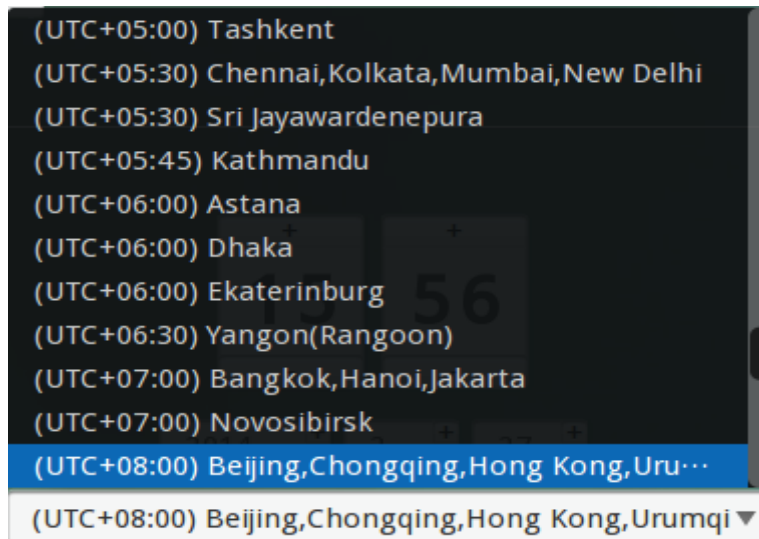 (UTC+05:00) Tashkent
(UTC+05:30) Chennai,Kolkata,Mumbai,New Delhi
(UTC+05:30) Sri Jayawardenepura
(UTC+05:45) Kathmandu
(UTC+06:00) Astana
(UTC+06:00) Dhaka
(UTC+06:00) Ekaterinburg
15 56
(UTC+06:30) Yangon(Rangoon)
(UTC+07:00) Bangkok,Hanoi,Jakarta
(UTC+07:00) Novosibirsk
(UTC+08:00) Beijing,Chongqing,Hong Kong,Uru···
(UTC+08:00) Beijing,Chongqing,Hong Kong,Urumqi